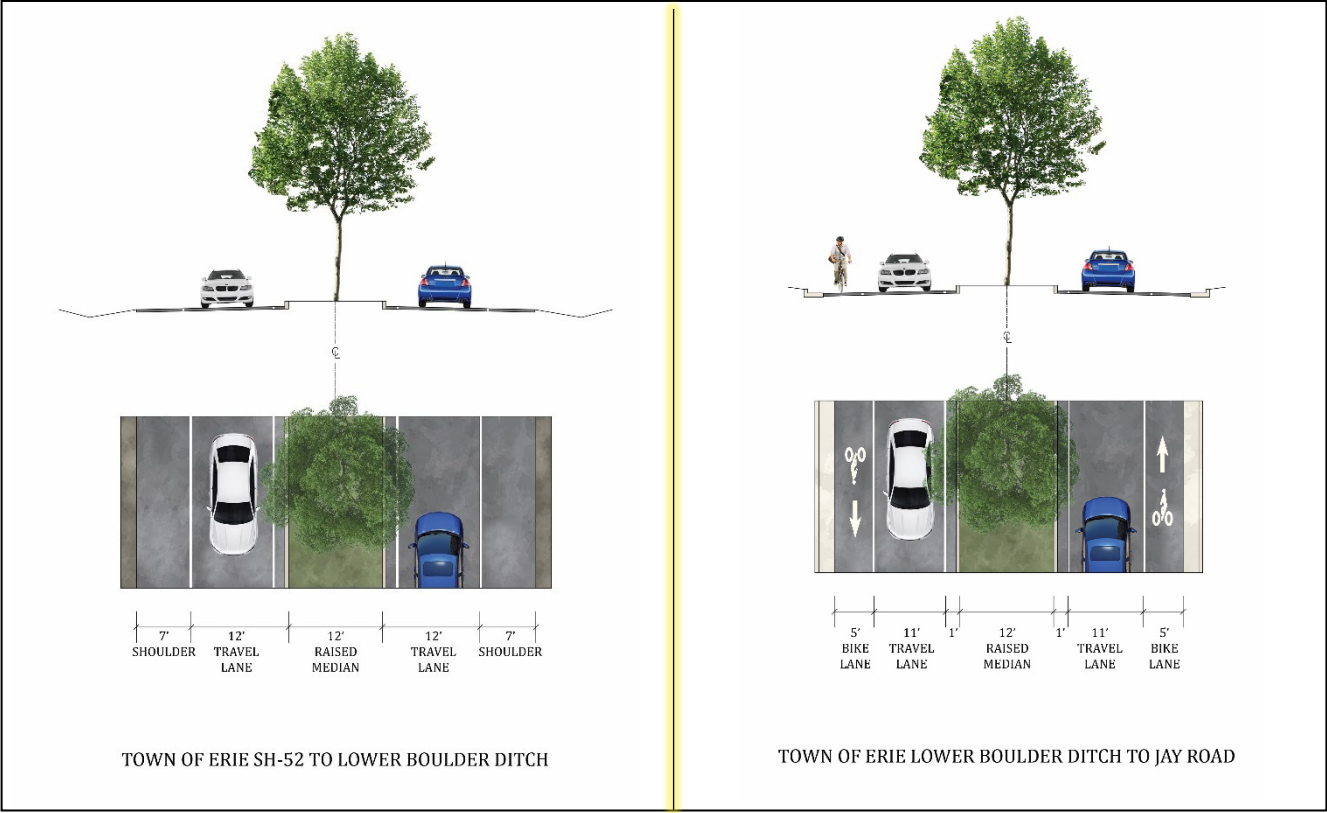 ℄
7'
SHOULDER
12'
TRAVEL
LANE
12'
RAISED
MEDIAN
12'
TRAVEL
LANE
7'
SHOULDER
TOWN OF ERIE SH-52 TO LOWER BOULDER DITCH
℄
5'
BIKE
LANE
11'
TRAVEL
LANE
1'
12'
RAISED
MEDIAN
1'
11'
TRAVEL
LANE
5'
BIKE
LANE
TOWN OF ERIE LOWER BOULDER DITCH TO JAY ROAD